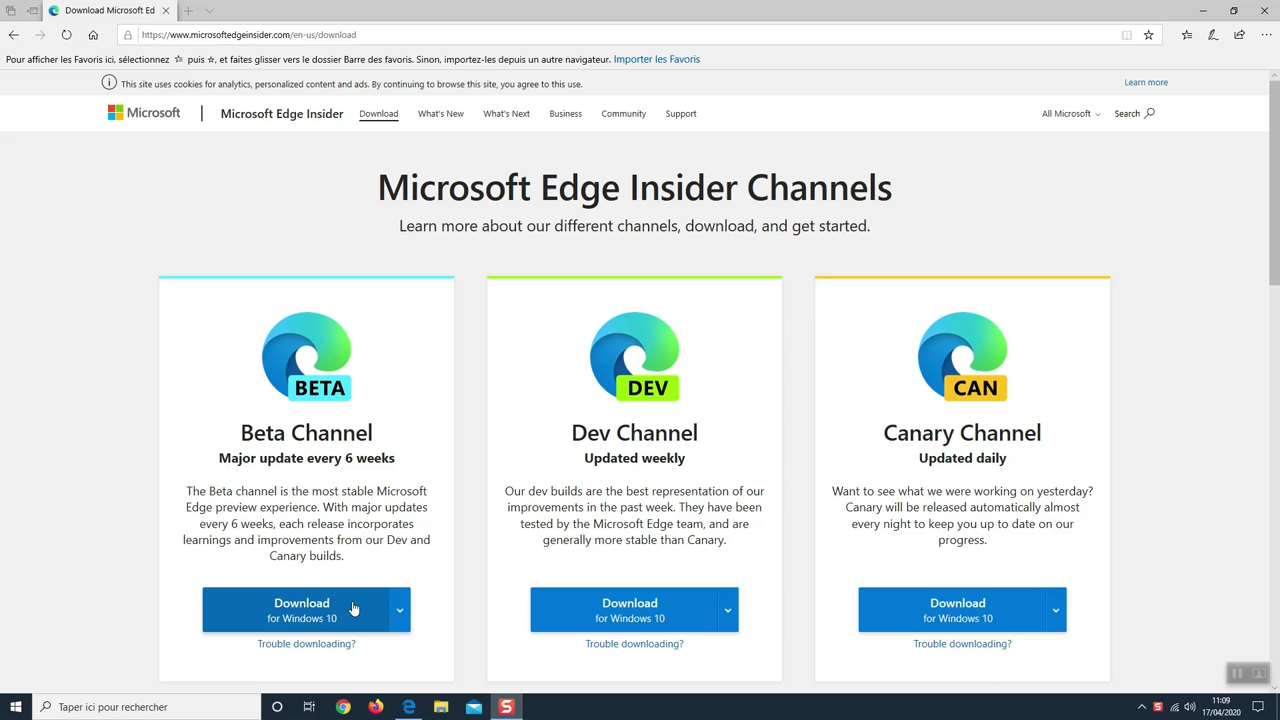 Download Microsoft Ed
https://www.microsoftedgeinsider.com/en-us/download
Pour afficher les Favoris ici, sélectionnez ☆ puis ☆, et faites glisser vers le dossier Barre des favoris. Sinon, importez-les depuis un autre navigateur. Importer les Favoris
This site uses cookies for analytics, personalized content and ads. By continuing to browse this site, you agree to this use.
Learn more
Microsoft
Microsoft Edge Insider
Download
What's New
What's Next
Business
Community
Support
All Microsoft
Search
Microsoft Edge Insider Channels
Learn more about our different channels, download, and get started.
BETA
Beta Channel
Major update every 6 weeks
The Beta channel is the most stable Microsoft
Edge preview experience. With major updates
every 6 weeks, each release incorporates
learnings and improvements from our Dev and
Canary builds.
Download
for Windows 10
Trouble downloading?
DEV
Dev Channel
Updated weekly
Our dev builds are the best representation of our
improvements in the past week. They have been
tested by the Microsoft Edge team, and are
generally more stable than Canary.
Download
for Windows 10
Trouble downloading?
CAN
Canary Channel
Updated daily
Want to see what we were working on yesterday?
Canary will be released automatically almost
every night to keep you up to date on our
progress.
Download
for Windows 10
Trouble downloading?
Taper ici pour rechercher
11:09
17/04/2020